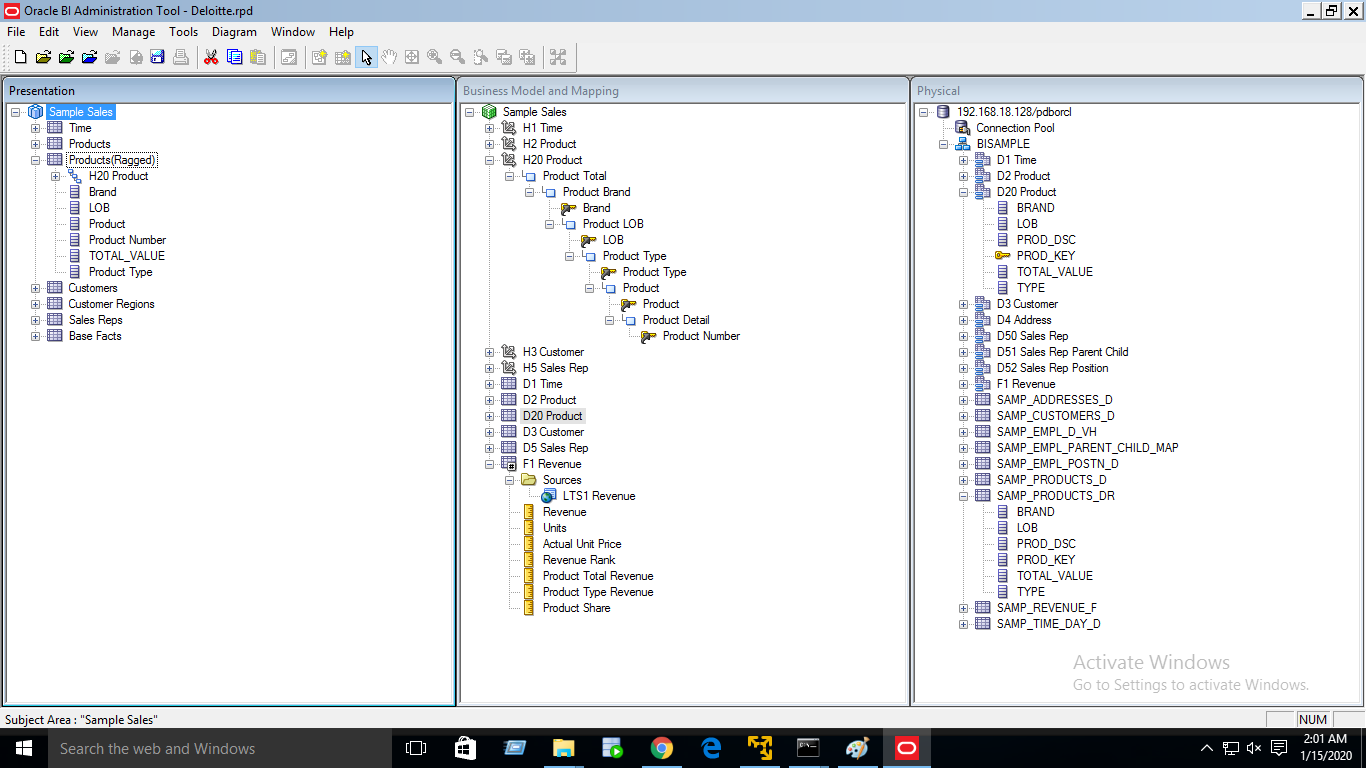 Oracle BI Administration Tool - Deloitte.rpd
File Edit View Manage Tools Diagram Window Help
Presentation
Sample Sales
Time
Products
Products(Ragged)
H20 Product
Brand
LOB
Product
Product Number
TOTAL_VALUE
Product Type
Customers
Customer Regions
Sales Reps
Base Facts
Business Model and Mapping
Sample Sales
H1 Time
H2 Product
H20 Product
Product Total
Product Brand
Brand
Product LOB
LOB
Product Type
Product Type
Product
Product
Product Detail
Product Number
H3 Customer
H5 Sales Rep
D1 Time
D2 Product
D20 Product
D3 Customer
D5 Sales Rep
F1 Revenue
Sources
LTS1 Revenue
Revenue
Units
Actual Unit Price
Revenue Rank
Product Total Revenue
Product Type Revenue
Product Share
Physical
192.168.18.128/pdborcl
Connection Pool
BISAMPLE
D1 Time
D2 Product
D20 Product
BRAND
LOB
PROD_DSC
PROD_KEY
TOTAL_VALUE
TYPE
D3 Customer
D4 Address
D50 Sales Rep
D51 Sales Rep Parent Child
D52 Sales Rep Position
F1 Revenue
SAMP_ADDRESSES_D
SAMP_CUSTOMERS_D
SAMP_EMPL_D_VH
SAMP_EMPL_PARENT_CHILD_MAP
SAMP_EMPL_POSTN_D
SAMP_PRODUCTS_D
SAMP_PRODUCTS_DR
BRAND
LOB
PROD_DSC
PROD_KEY
TOTAL_VALUE
TYPE
SAMP_REVENUE_F
SAMP_TIME_DAY_D
Activate Windows
Go to Settings to activate Windows.
Subject Area : "Sample Sales"
NUM
Search the web and Windows
2:01 AM
1/15/2020